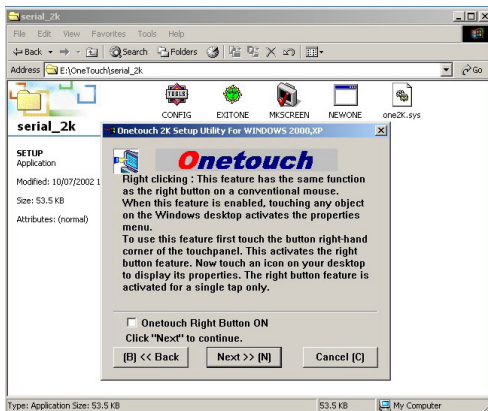 serial_2k
File Edit View Favorites Tools Help
Back Search Folders
Address E:\OneTouch\serial_2k Go
TOOLS
CONFIG EXITONE MKSCREEN NEWONE one2K.sys
serial_2k
SETUP
Application
Modified: 10/07/2002 1
Size: 53.5 KB
Attributes: (normal)
Onetouch 2K Setup Utility For WINDOWS 2000,XP
Onetouch
Right clicking : This feature has the same function
as the right button on a conventional mouse.
When this feature is enabled, touching any object
on the Windows desktop activates the properties
menu.
To use this feature first touch the button right-hand
corner of the touchpanel. This activates the right
button feature. Now touch an icon on your desktop
to display its properties. The right button feature is
activated for a single tap only.
Onetouch Right Button ON
Click "Next" to continue.
(B) << Back Next >> (N) Cancel (C)
Type: Application Size: 53.5 KB 53.5 KB My Computer